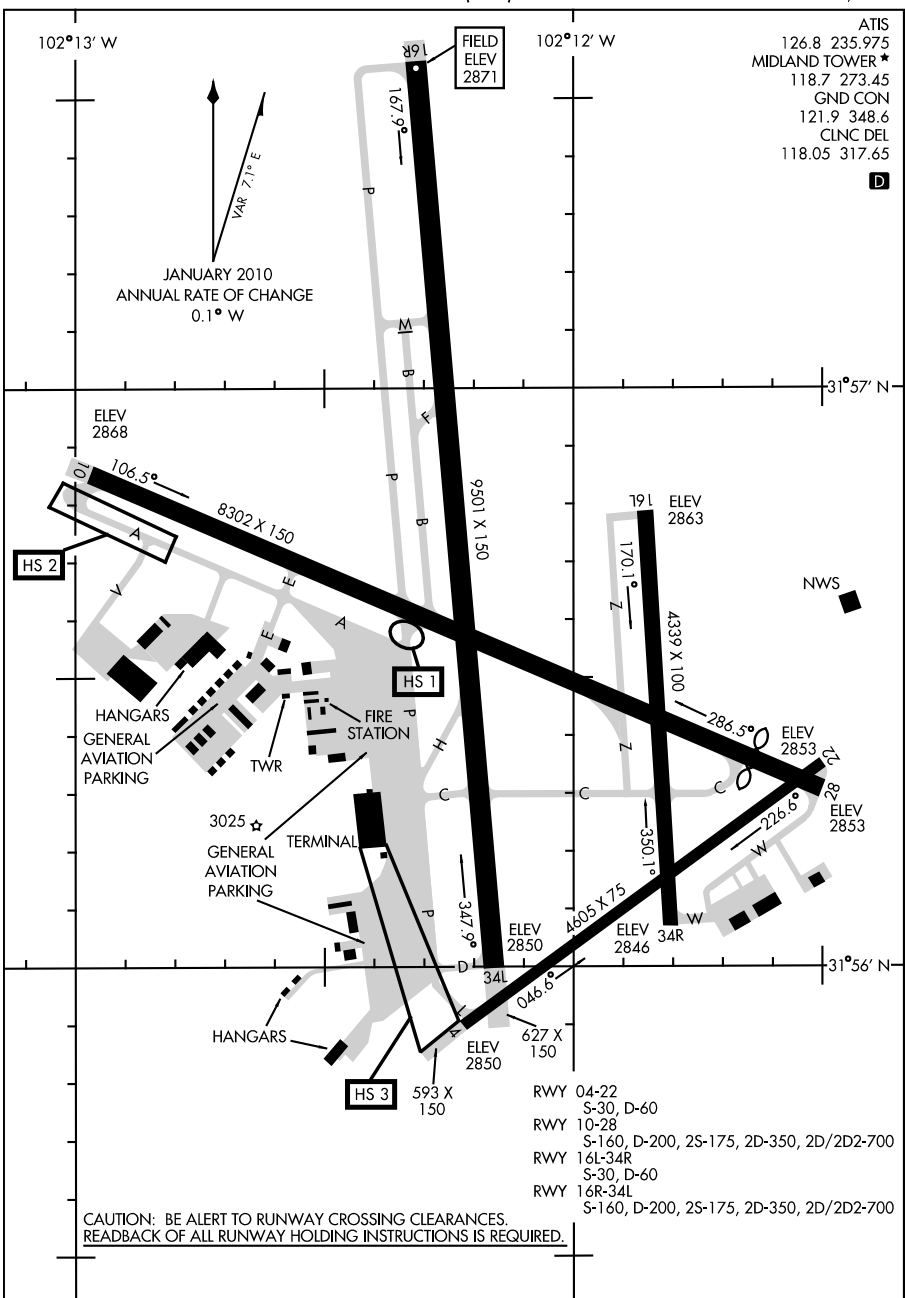 102° 13' W
102° 12' W
ATIS
126.8 235.975
MIDLAND TOWER ★
118.7 273.45
GND CON
121.9 348.6
CLNC DEL
118.05 317.65
D
16R
FIELD
ELEV
2871
167.9°
VAR 7.1° E
JANUARY 2010
ANNUAL RATE OF CHANGE
0.1° W
P
M
B
F
31° 57' N
ELEV
2868
10
106.5°
8302 X 150
A
HS 2
V
E
E
A
P
B
9501 X 150
HS 1
16L
ELEV
2863
170.1°
Z
4339 X 100
NWS
HANGARS
GENERAL
AVIATION
PARKING
TWR
FIRE
STATION
P
H
Z
286.5°
ELEV
2853
22
28
ELEV
2853
C
C
C
3025
TERMINAL
GENERAL
AVIATION
PARKING
226.6°
W
350.1°
4605 X 75
P
347.9°
ELEV
2850
ELEV
2846
34R
W
D
34L
31° 56' N
046.6°
L
4
HANGARS
ELEV
2850
627 X
150
HS 3
593 X
150
RWY 04-22
S-30, D-60
RWY 10-28
S-160, D-200, 2S-175, 2D-350, 2D/2D2-700
RWY 16L-34R
S-30, D-60
RWY 16R-34L
S-160, D-200, 2S-175, 2D-350, 2D/2D2-700
CAUTION: BE ALERT TO RUNWAY CROSSING CLEARANCES.
READBACK OF ALL RUNWAY HOLDING INSTRUCTIONS IS REQUIRED.